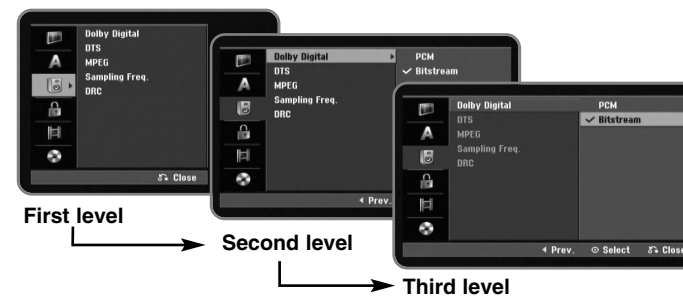 Dolby Digital
DTS
MPEG
Sampling Freq.
DRC
Close
First level
Dolby Digital
DTS
MPEG
Sampling Freq.
DRC
PCM
Bitstream
Prev.
Second level
Dolby Digital
DTS
MPEG
Sampling Freq.
DRC
PCM
Bitstream
Prev.
Select
Close
Third level